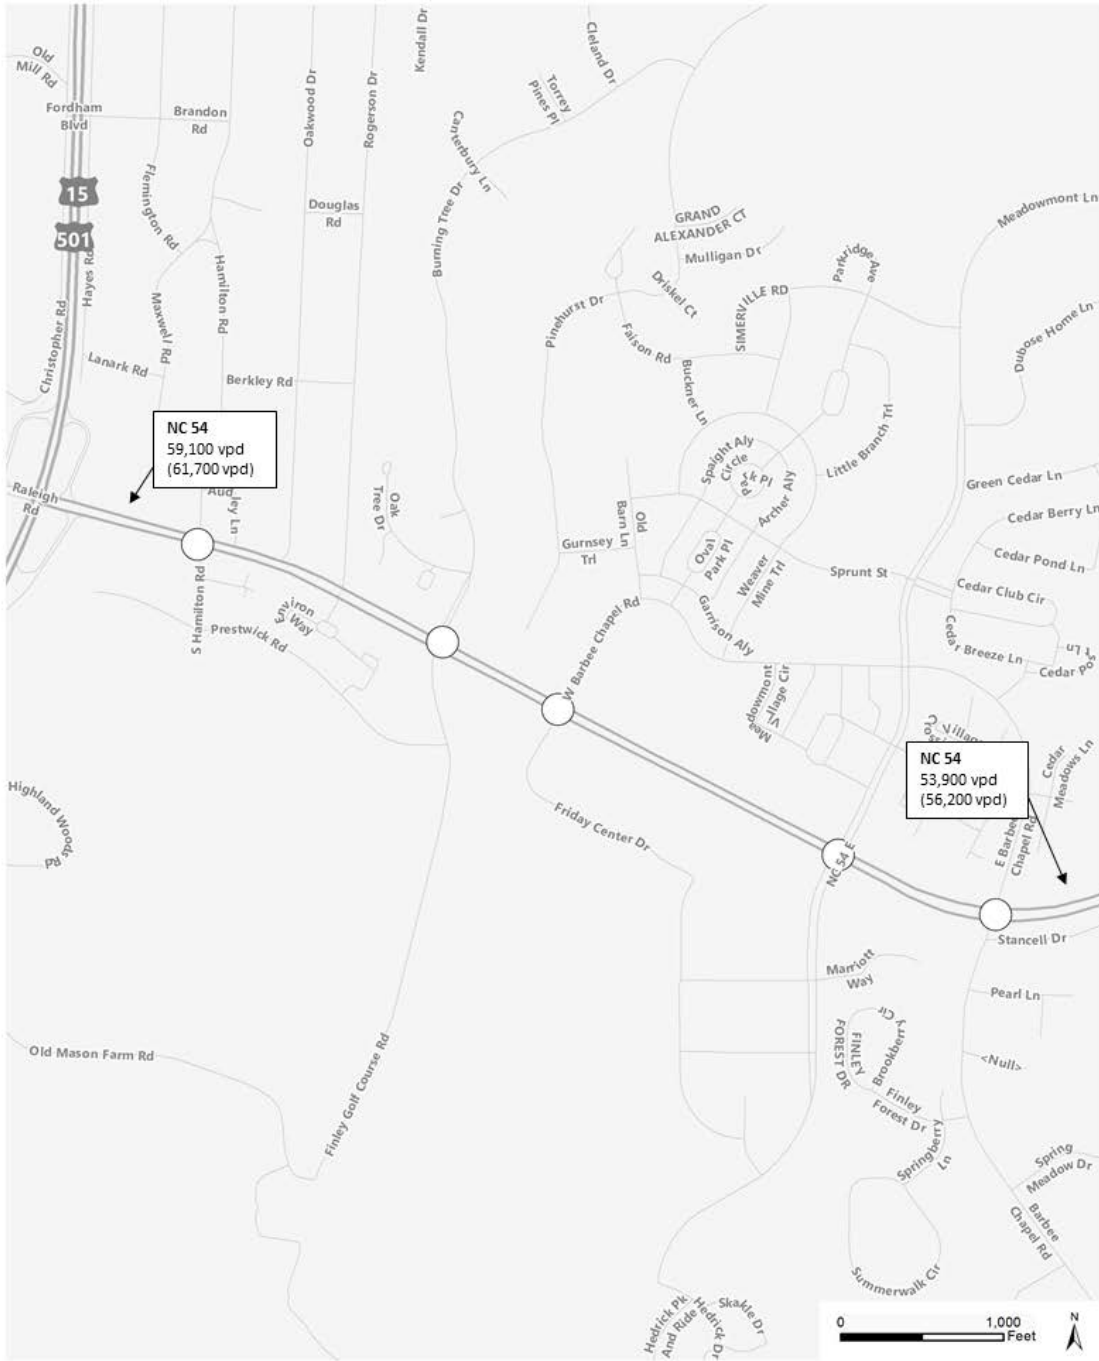 Old
Mill Rd
Fordham
Blvd
Brandon
Rd
15
501
Hayes Rd
Christopher Rd
Flemington Rd
Maxwell Rd
Hamilton Rd
Lanark Rd
Berkley Rd
Oakwood Dr
Rogerson Dr
Kendall Dr
Douglas
Rd
Canterbury Ln
Burning Tree Dr
Torrey
Pines Pl
Cleland Dr
GRAND
ALEXANDER CT
Mulligan Dr
Driskel Ct
Pinehurst Dr
Faison Rd
SIMERVILLE RD
Parkridge Ave
Buckner Ln
Meadowmont Ln
Dubose Home Ln
Little Branch Trl
Spaight Aly
Circle
Park Pl
Archer Aly
Green Cedar Ln
Cedar Berry Ln
Cedar Pond Ln
Cedar Club Cir
Cedar Breeze Ln
Sprunt St
Oval
Park Pl
Weaver
Mine Trl
Garrison Aly
Old
Barn Ln
Gurnsey
Trl
Oak
Tree Dr
NC 54
59,100 vpd
(61,700 vpd)
Audley Ln
Raleigh
Rd
S Hamilton Rd
Environ
Way
Prestwick Rd
W Barbee Chapel Rd
Meadowmont
Village Cir
NC 54
53,900 vpd
(56,200 vpd)
Cedar
Meadows Ln
E Barbee
Chapel Rd
Highland Woods
Rd
Friday Center Dr
NC 54 E
Stancell Dr
Marriott
Way
Pearl Ln
<Null>
Brookberry Cir
FINLEY
FOREST DR
Finley
Forest Dr
Springberry
Ln
Spring
Meadow Dr
Barbee
Chapel Rd
Summerwalk Cir
Old Mason Farm Rd
Finley Golf Course Rd
Hedrick Pk
And Ride
Hedrick Dr
Skakle Dr
0
1,000
Feet
N